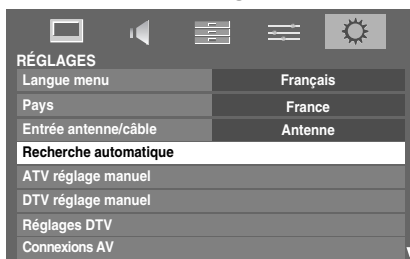 RÉGLAGES
Langue menu Français
Pays France
Entrée antenne/câble Antenne
Recherche automatique
ATV réglage manuel
DTV réglage manuel
Réglages DTV
Connexions AV